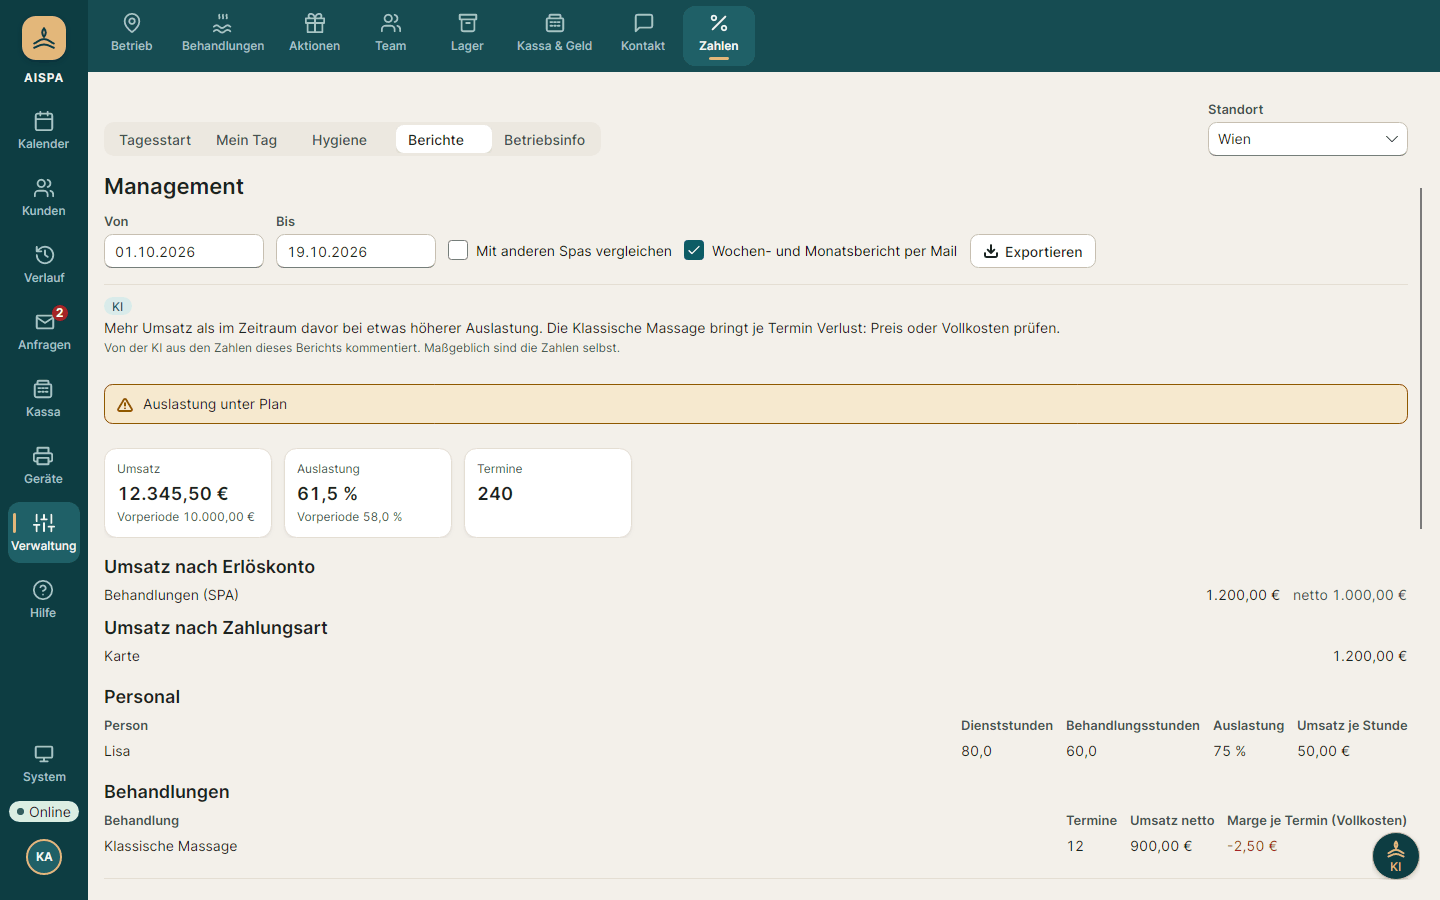 AISPA
Betrieb
Behandlungen
Aktionen
Team
Lager
Kassa & Geld
Kontakt
Zahlen
Kalender
Kunden
Verlauf
2
Anfragen
Kassa
Geräte
Verwaltung
Hilfe
System
Online
KA
Standort
Wien
Tagesstart
Mein Tag
Hygiene
Berichte
Betriebsinfo
Management
Von
Bis
01.10.2026
19.10.2026
Mit anderen Spas vergleichen
Wochen- und Monatsbericht per Mail
Exportieren
KI
Mehr Umsatz als im Zeitraum davor bei etwas höherer Auslastung. Die Klassische Massage bringt je Termin Verlust: Preis oder Vollkosten prüfen.
Von der KI aus den Zahlen dieses Berichts kommentiert. Maßgeblich sind die Zahlen selbst.
Auslastung unter Plan
Umsatz
12.345,50 €
Vorperiode 10.000,00 €
Auslastung
61,5 %
Vorperiode 58,0 %
Termine
240
Umsatz nach Erlöskonto
Behandlungen (SPA) 1.200,00 € netto 1.000,00 €
Umsatz nach Zahlungsart
Karte 1.200,00 €
Personal
Person Dienststunden Behandlungsstunden Auslastung Umsatz je Stunde
Lisa 80,0 60,0 75 % 50,00 €
Behandlungen
Behandlung Termine Umsatz netto Marge je Termin (Vollkosten)
Klassische Massage 12 900,00 € -2,50 €
KI